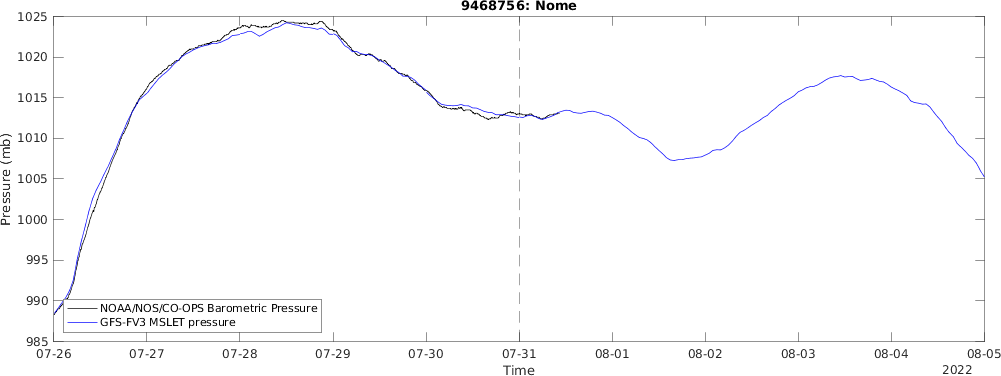 9468756: Nome
Pressure (mb)
1025
1020
1015
1010
1005
1000
995
990
985
NOAA/NOS/CO-OPS Barometric Pressure
GFS-FV3 MSLET pressure
07-26 07-27 07-28 07-29 07-30 07-31 08-01 08-02 08-03 08-04 08-05
Time
2022